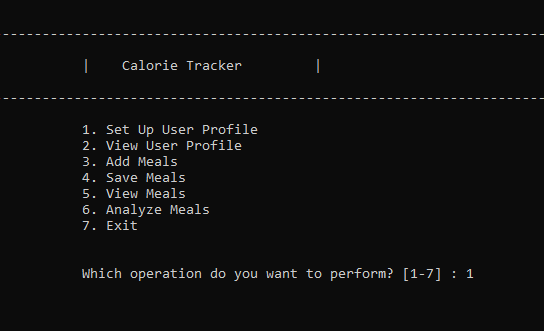 --------------------------------------------------------------------
|    Calorie Tracker         |
--------------------------------------------------------------------
1. Set Up User Profile
2. View User Profile
3. Add Meals
4. Save Meals
5. View Meals
6. Analyze Meals
7. Exit
Which operation do you want to perform? [1-7] : 1